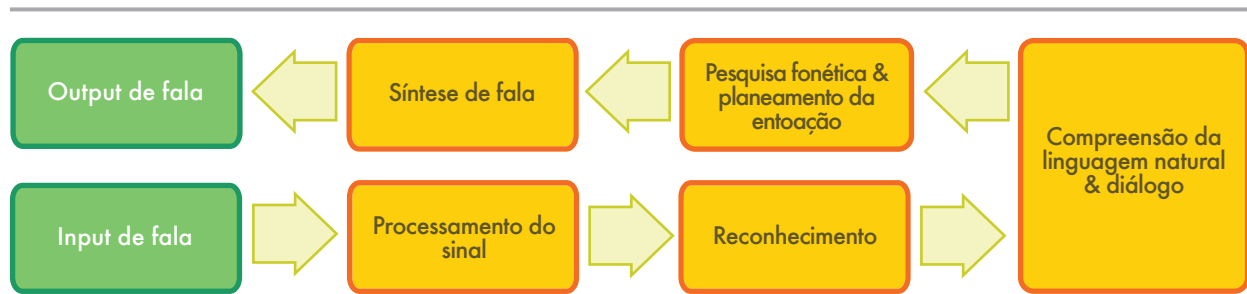 Output de fala
Síntese de fala
Pesquisa fonética &
planeamento da
entoação
Compreensão da
linguagem natural
& diálogo
Input de fala
Processamento do
sinal
Reconhecimento